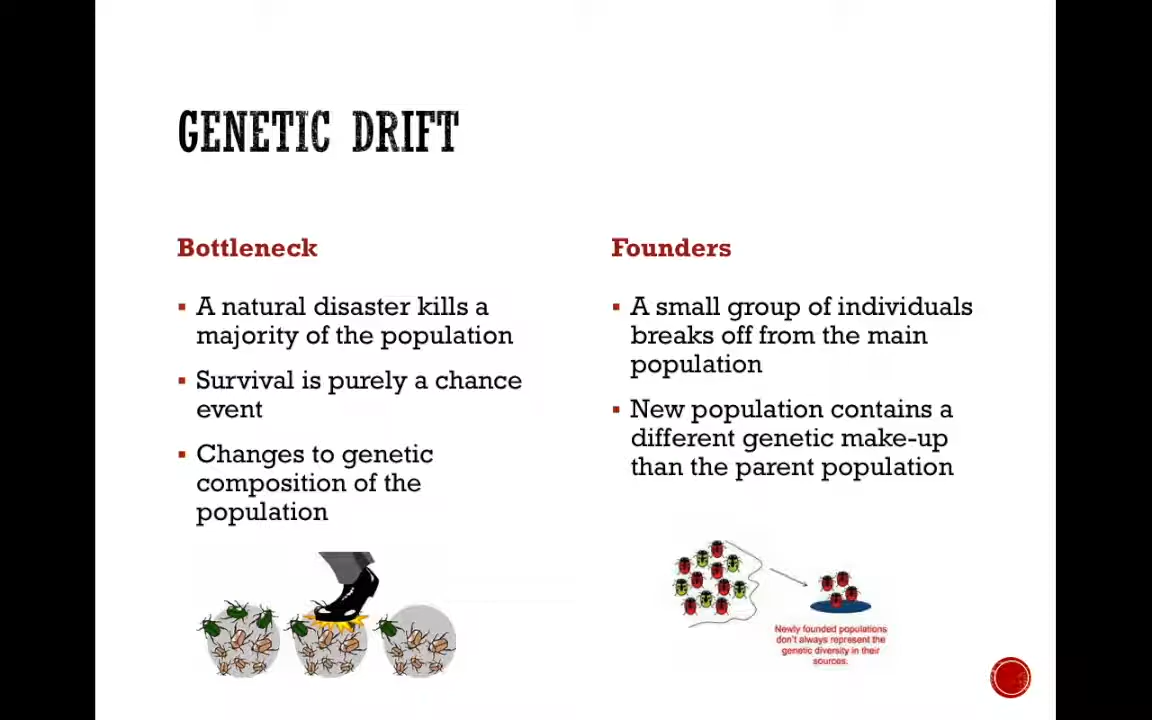 GENETIC DRIFT
Bottleneck
▪ A natural disaster kills a
majority of the population
▪ Survival is purely a chance
event
▪ Changes to genetic
composition of the
population
Founders
▪ A small group of individuals
breaks off from the main
population
▪ New population contains a
different genetic make-up
than the parent population
Newly founded populations
don't always represent the
genetic diversity in their
sources.